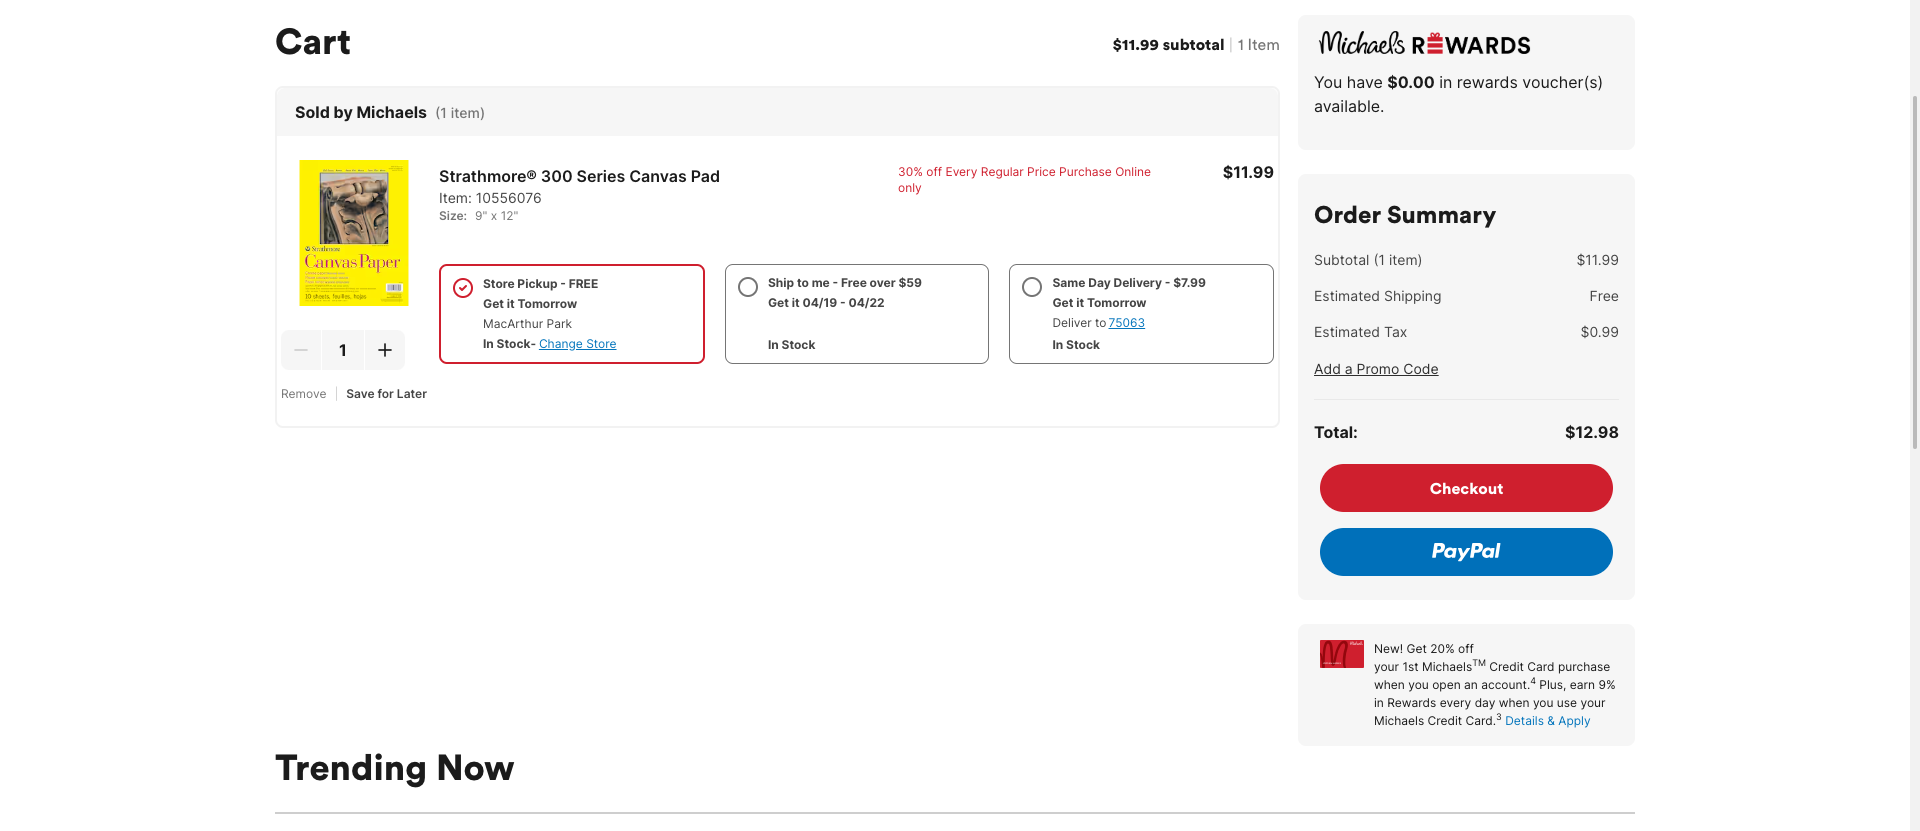 Cart
$11.99 subtotal | 1 Item
Sold by Michaels (1 item)
Strathmore
Canvas Paper
10 sheets, feuilles, hojas
Strathmore® 300 Series Canvas Pad
Item: 10556076
Size: 9" x 12"
30% off Every Regular Price Purchase Online
only
$11.99
Store Pickup - FREE
Get it Tomorrow
MacArthur Park
In Stock- Change Store
Ship to me - Free over $59
Get it 04/19 - 04/22
In Stock
Same Day Delivery - $7.99
Get it Tomorrow
Deliver to 75063
In Stock
1
Remove | Save for Later
Michaels REWARDS
You have $0.00 in rewards voucher(s)
available.
Order Summary
Subtotal (1 item) $11.99
Estimated Shipping Free
Estimated Tax $0.99
Add a Promo Code
Total: $12.98
Checkout
PayPal
New! Get 20% off
your 1st Michaels™ Credit Card purchase
when you open an account.⁴ Plus, earn 9%
in Rewards every day when you use your
Michaels Credit Card.³ Details & Apply
Trending Now